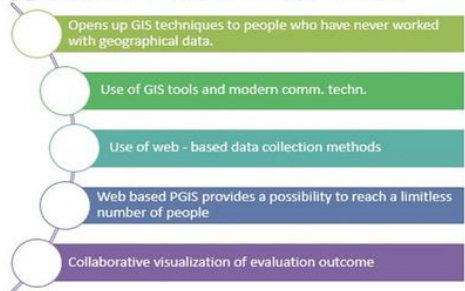 Opens up GIS techniques to people who have never worked
with geographical data.
Use of GIS tools and modern comm. techn.
Use of web - based data collection methods
Web based PGIS provides a possibility to reach a limitless
number of people
Collaborative visualization of evaluation outcome